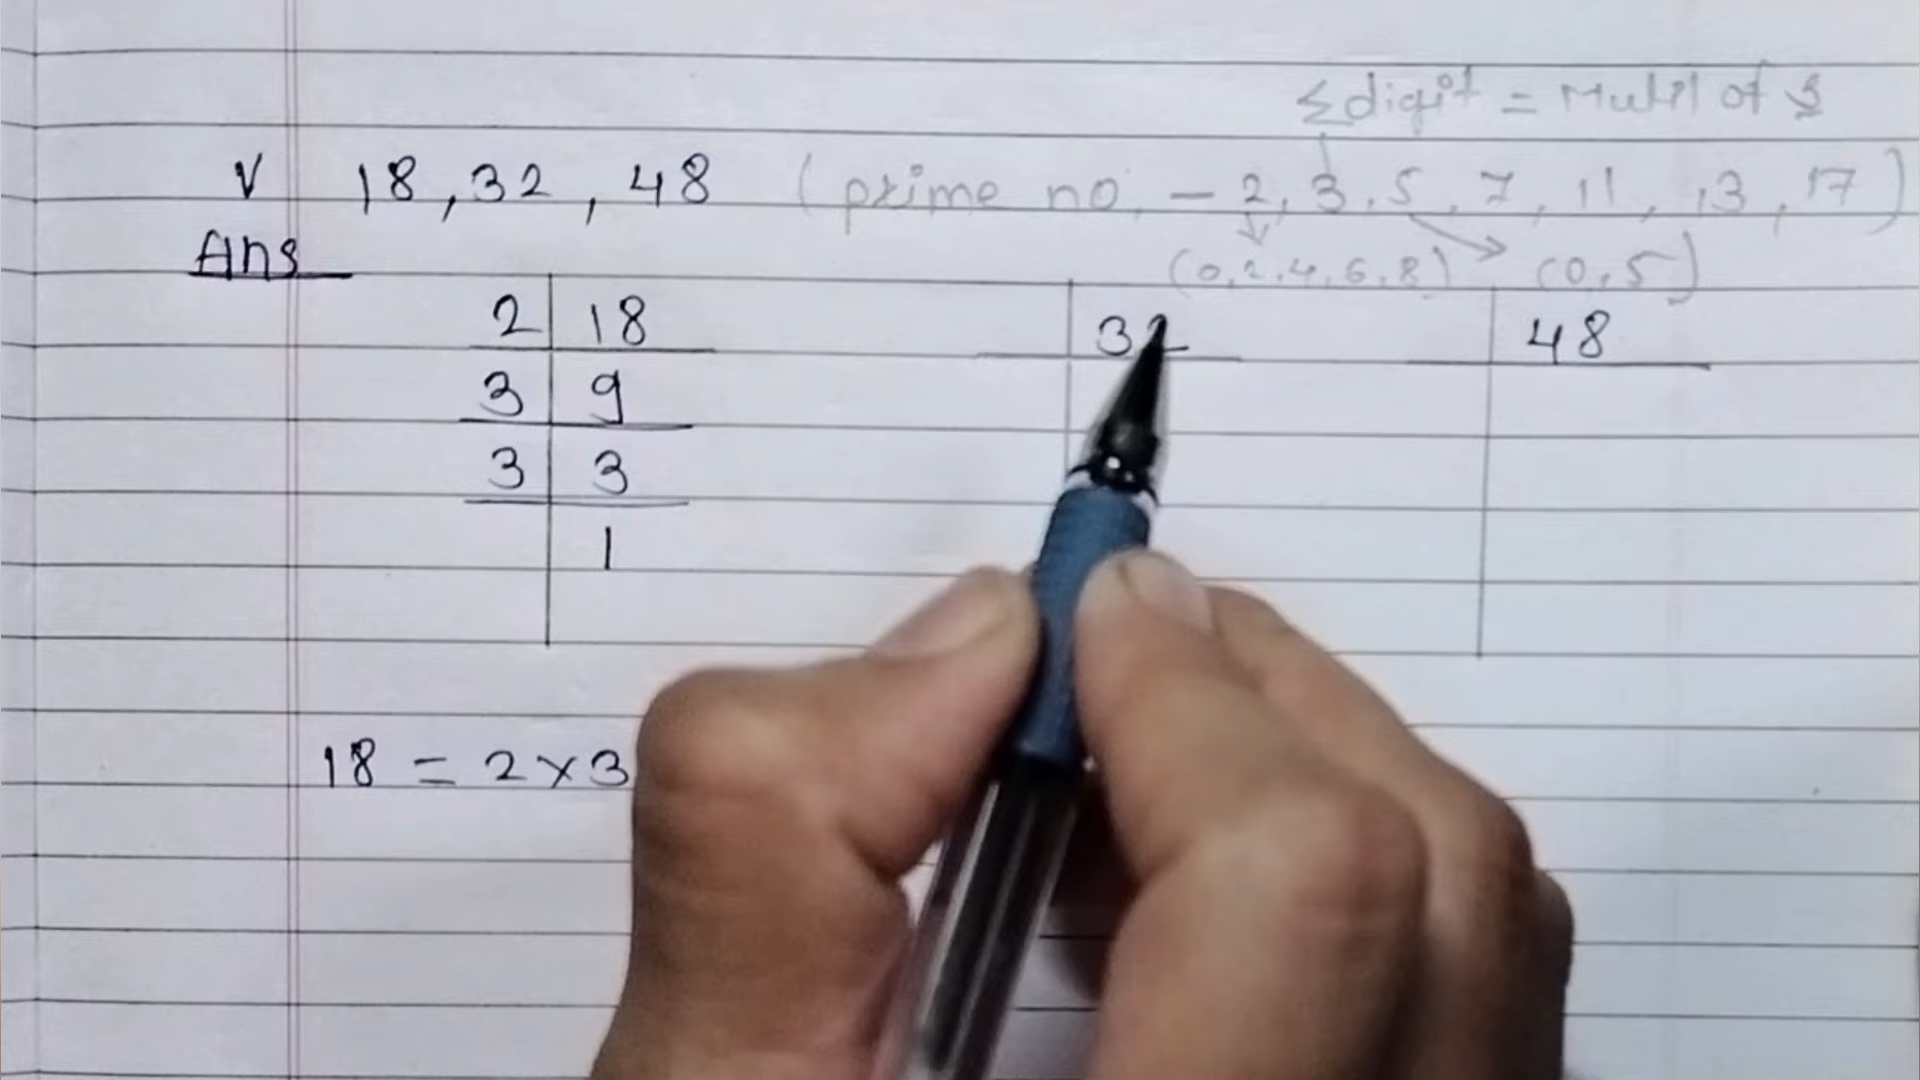 Σdigit = Multi of 3
V 18, 32, 48 (prime no. - 2, 3, 5, 7, 11, 13, 17)
Ans (0, 2, 4, 6, 8) (0, 5)
2 18 32 48
3 9
3 3
1
18 = 2×3